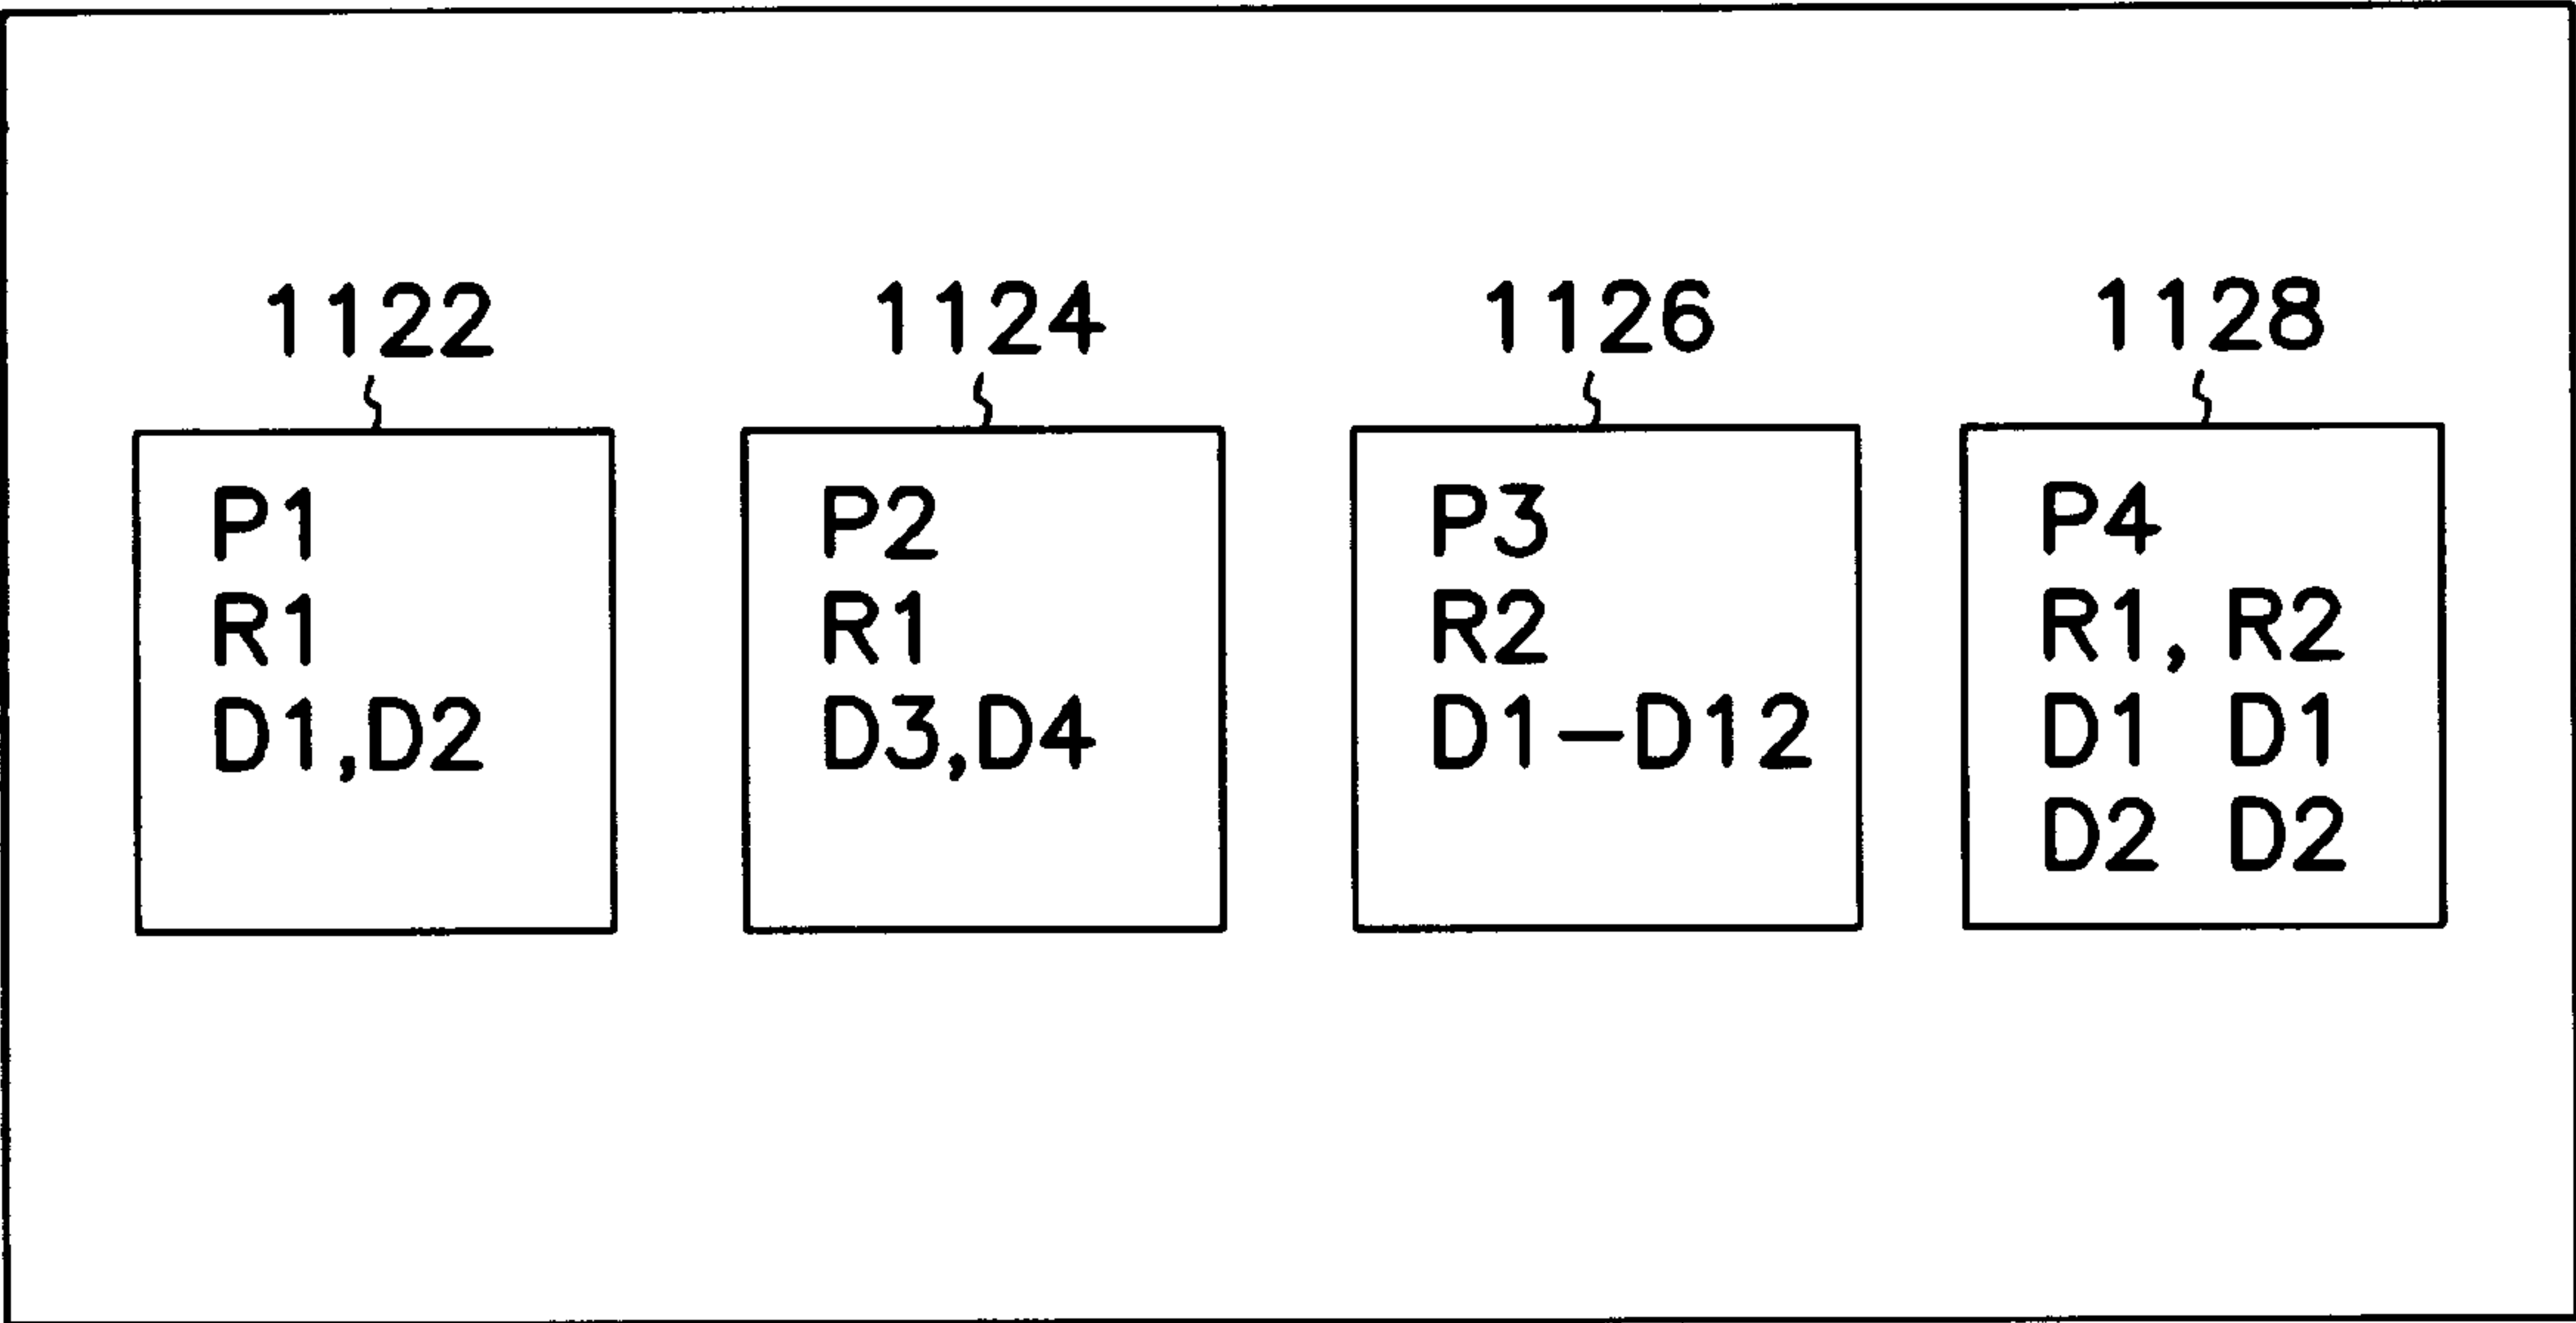 1122
P1
R1
D1,D2
1124
P2
R1
D3,D4
1126
P3
R2
D1-D12
1128
P4
R1, R2
D1 D1
D2 D2